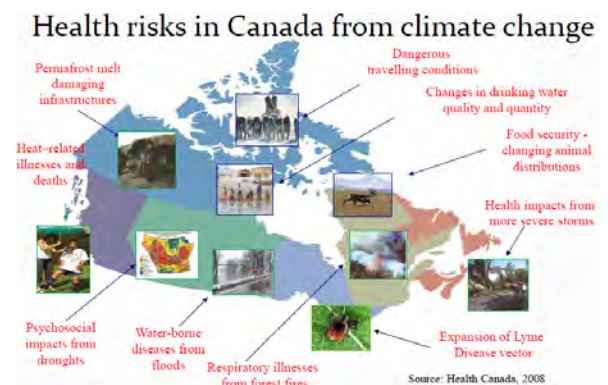 Health risks in Canada from climate change
Dangerous
travelling conditions
Permafrost melt
damaging
infrastructures
Changes in drinking water
quality and quantity
Food security -
changing animal
distributions
Heat-related
illnesses and
deaths
Health impacts from
more severe storms
Psychosocial
impacts from
droughts
Water-borne
diseases from
floods
Respiratory illnesses
from forest fires
Expansion of Lyme
Disease vector
Source: Health Canada, 2008